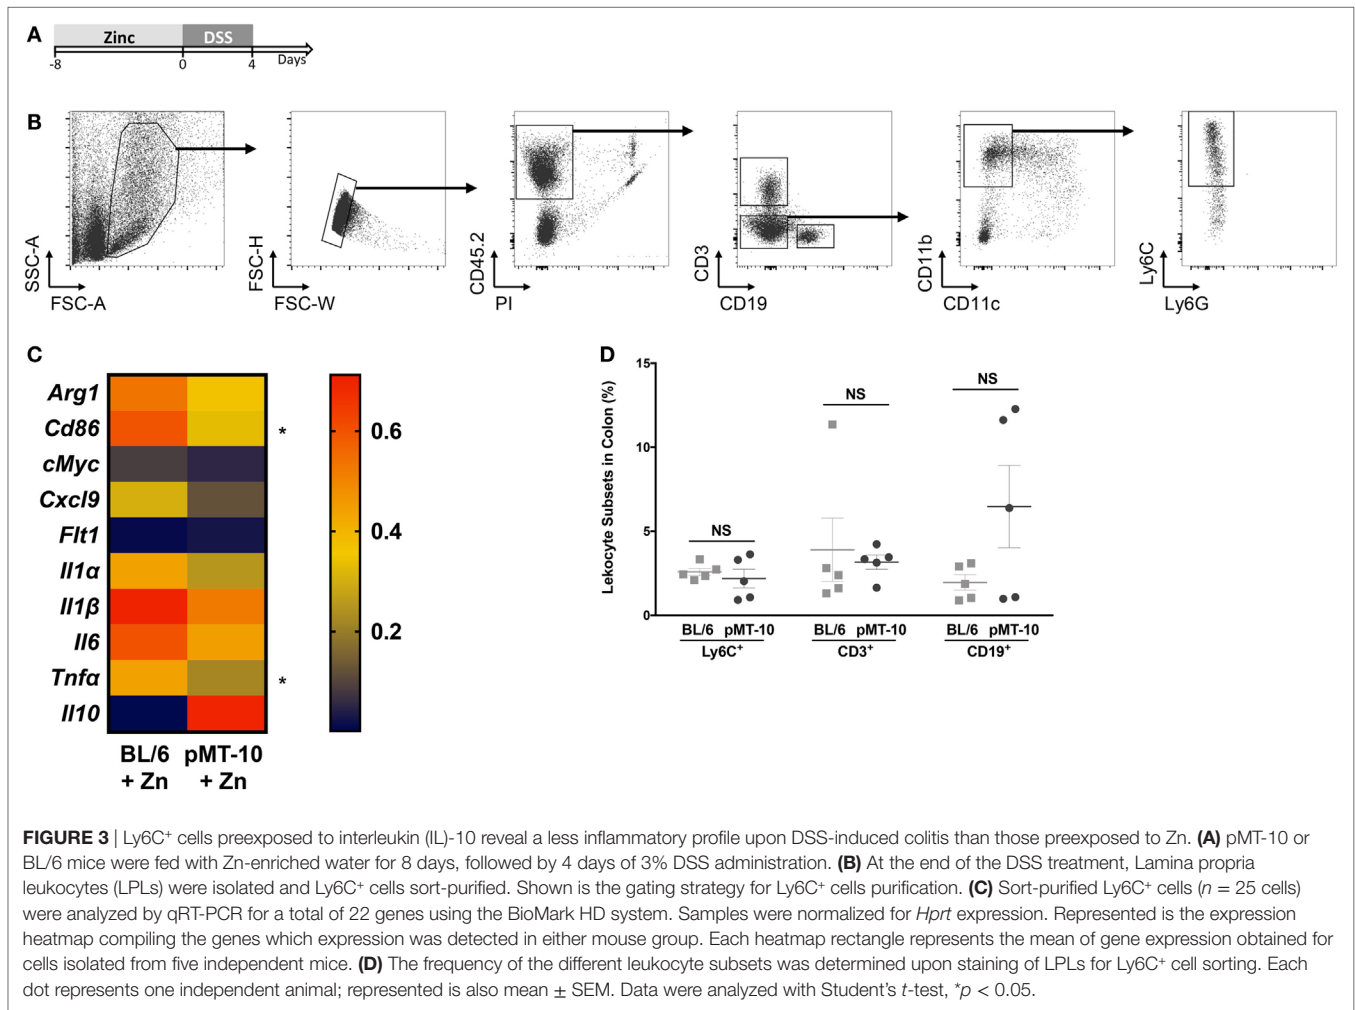 A
Zinc
DSS
-8
0
4
Days
B
SSC-A
FSC-A
FSC-H
FSC-W
CD45.2
PI
CD3
CD19
CD11b
CD11c
Ly6C
Ly6G
C
Arg1
Cd86
*
cMyc
Cxcl9
Flt1
Il1α
Il1β
Il6
Tnfα
*
Il10
BL/6 pMT-10
+ Zn + Zn
0.6
0.4
0.2
D
Lekocyte Subsets in Colon (%)
15
10
5
0
NS
NS
NS
BL/6 pMT-10 BL/6 pMT-10 BL/6 pMT-10
Ly6C⁺ CD3⁺ CD19⁺
FIGURE 3 | Ly6C⁺ cells preexposed to interleukin (IL)-10 reveal a less inflammatory profile upon DSS-induced colitis than those preexposed to Zn. (A) pMT-10 or
BL/6 mice were fed with Zn-enriched water for 8 days, followed by 4 days of 3% DSS administration. (B) At the end of the DSS treatment, Lamina propria
leukocytes (LPLs) were isolated and Ly6C⁺ cells sort-purified. Shown is the gating strategy for Ly6C⁺ cells purification. (C) Sort-purified Ly6C⁺ cells (n = 25 cells)
were analyzed by qRT-PCR for a total of 22 genes using the BioMark HD system. Samples were normalized for Hprt expression. Represented is the expression
heatmap compiling the genes which expression was detected in either mouse group. Each heatmap rectangle represents the mean of gene expression obtained for
cells isolated from five independent mice. (D) The frequency of the different leukocyte subsets was determined upon staining of LPLs for Ly6C⁺ cell sorting. Each
dot represents one independent animal; represented is also mean ± SEM. Data were analyzed with Student's t-test, *p < 0.05.